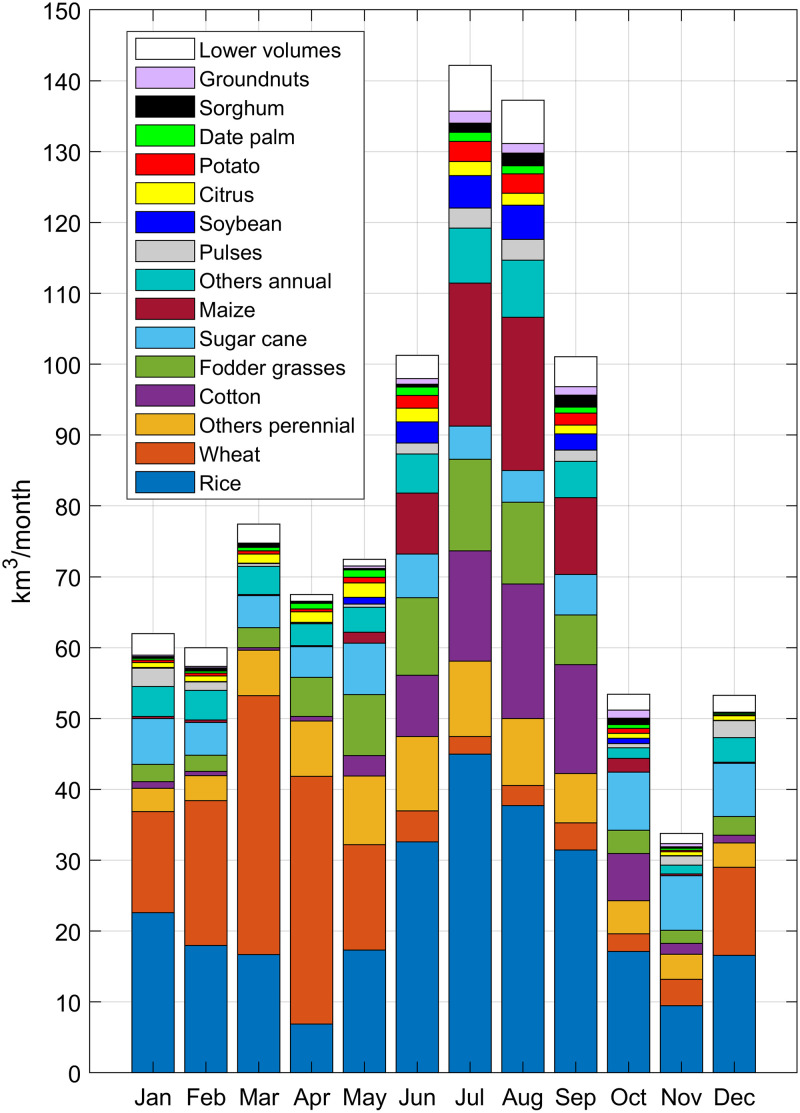 150
140
130
120
110
100
90
80
70
60
50
40
30
20
10
0
km³/month
Lower volumes
Groundnuts
Sorghum
Date palm
Potato
Citrus
Soybean
Pulses
Others annual
Maize
Sugar cane
Fodder grasses
Cotton
Others perennial
Wheat
Rice
Jan Feb Mar Apr May Jun Jul Aug Sep Oct Nov Dec